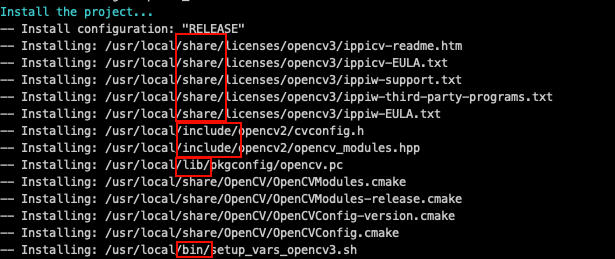 Install the project...
-- Install configuration: "RELEASE"
-- Installing: /usr/local/share/licenses/opencv3/ippicv-readme.htm
-- Installing: /usr/local/share/licenses/opencv3/ippicv-EULA.txt
-- Installing: /usr/local/share/licenses/opencv3/ippiw-support.txt
-- Installing: /usr/local/share/licenses/opencv3/ippiw-third-party-programs.txt
-- Installing: /usr/local/share/licenses/opencv3/ippiw-EULA.txt
-- Installing: /usr/local/include/opencv2/cvconfig.h
-- Installing: /usr/local/include/opencv2/opencv_modules.hpp
-- Installing: /usr/local/lib/pkgconfig/opencv.pc
-- Installing: /usr/local/share/OpenCV/OpenCVModules.cmake
-- Installing: /usr/local/share/OpenCV/OpenCVModules-release.cmake
-- Installing: /usr/local/share/OpenCV/OpenCVConfig-version.cmake
-- Installing: /usr/local/share/OpenCV/OpenCVConfig.cmake
-- Installing: /usr/local/bin/setup_vars_opencv3.sh